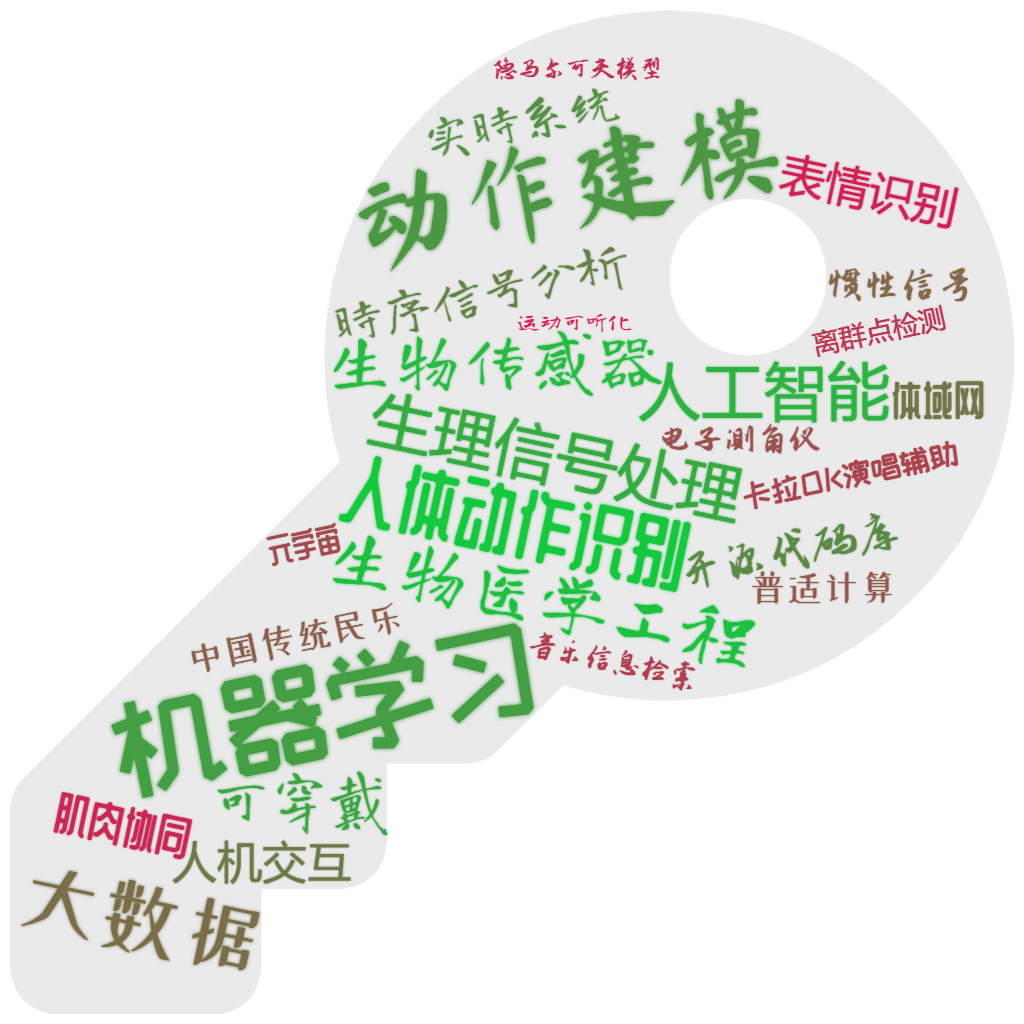 隐马尔可夫模型
实時系统
动作建模
表情识别
時序信号分析
惯性信号
运动可听化
离群点检测
生物传感器
人工智能
体域网
生理信号处理
电子测角仪
卡拉OK演唱辅助
人体动作识别
元宇宙
开源代码库
生物医学工程
普适计算
中国传统民乐
音乐信息检索
机器学习
可穿戴
肌肉协同
人机交互
大数据